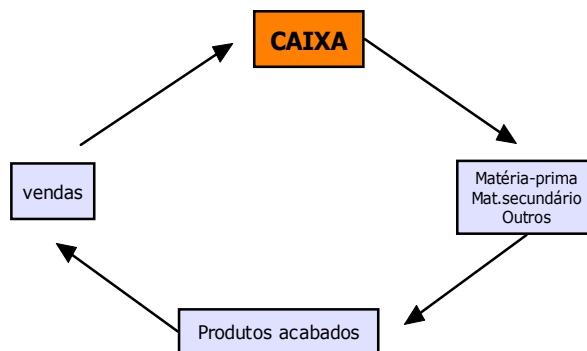 CAIXA
vendas
Matéria-prima
Mat.secundário
Outros
Produtos acabados